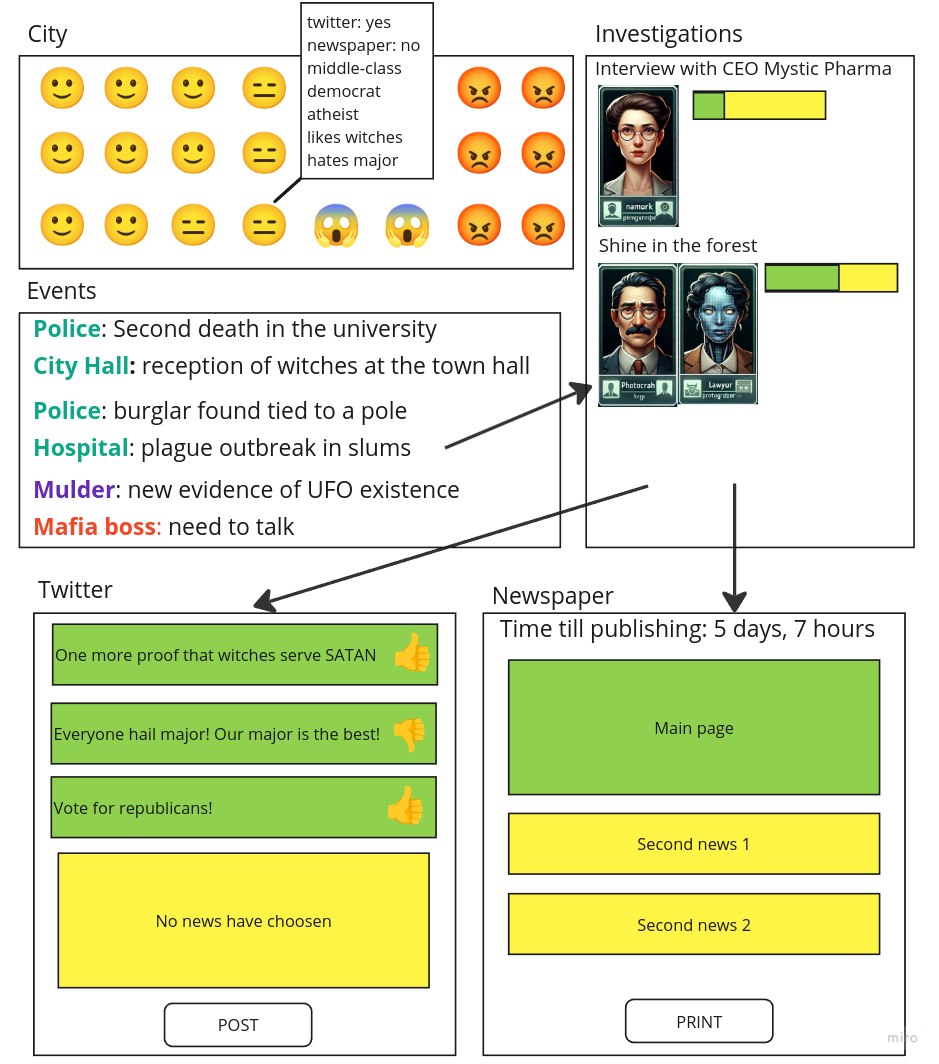 City
twitter: yes
newspaper: no
middle-class
democrat
atheist
likes witches
hates major
Investigations
Interview with CEO Mystic Pharma
namork
Shine in the forest
Photocrah
Lawyur
Events
Police: Second death in the university
City Hall: reception of witches at the town hall
Police: burglar found tied to a pole
Hospital: plague outbreak in slums
Mulder: new evidence of UFO existence
Mafia boss: need to talk
Twitter
One more proof that witches serve SATAN
Everyone hail major! Our major is the best!
Vote for republicans!
No news have choosen
POST
Newspaper
Time till publishing: 5 days, 7 hours
Main page
Second news 1
Second news 2
PRINT
miro